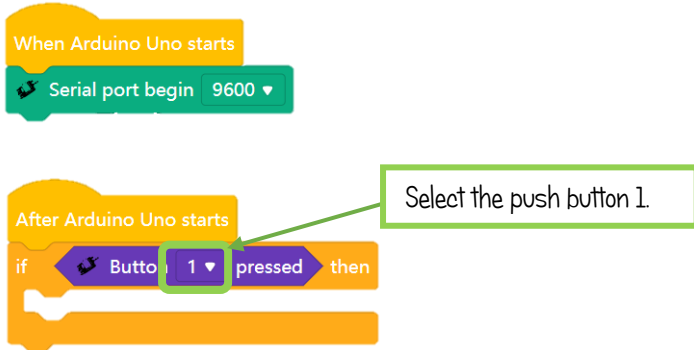 When Arduino Uno starts
Serial port begin 9600
After Arduino Uno starts
Select the push button 1.
if Button 1 pressed then